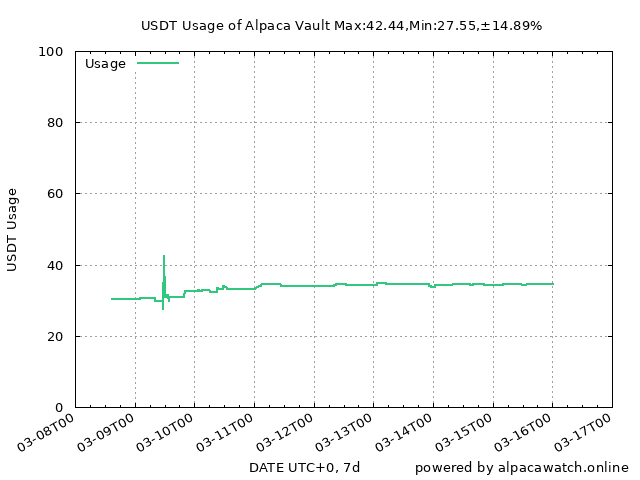 USDT Usage of Alpaca Vault Max:42.44,Min:27.55,±14.89%
100
Usage
80
60
USDT Usage
40
20
0
03-08T00
03-09T00
03-10T00
03-11T00
03-12T00
03-13T00
03-14T00
03-15T00
03-16T00
03-17T00
DATE UTC+0, 7d
powered by alpacawatch.online